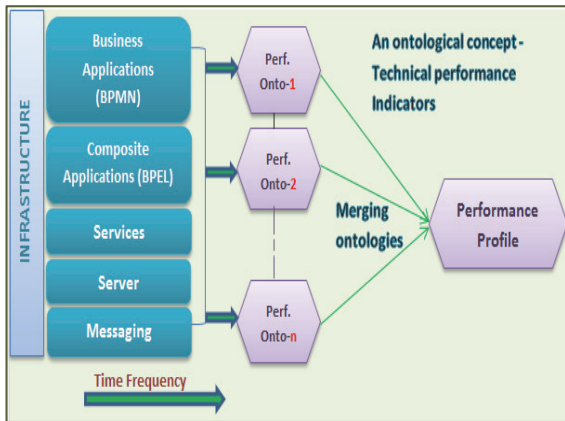 INFRASTRUCTURE
Business
Applications
(BPMN)
Composite
Applications (BPEL)
Services
Server
Messaging
Time Frequency
Perf.
Onto-1
Perf.
Onto-2
Perf.
Onto-n
An ontological concept -
Technical performance
Indicators
Merging
ontologies
Performance
Profile